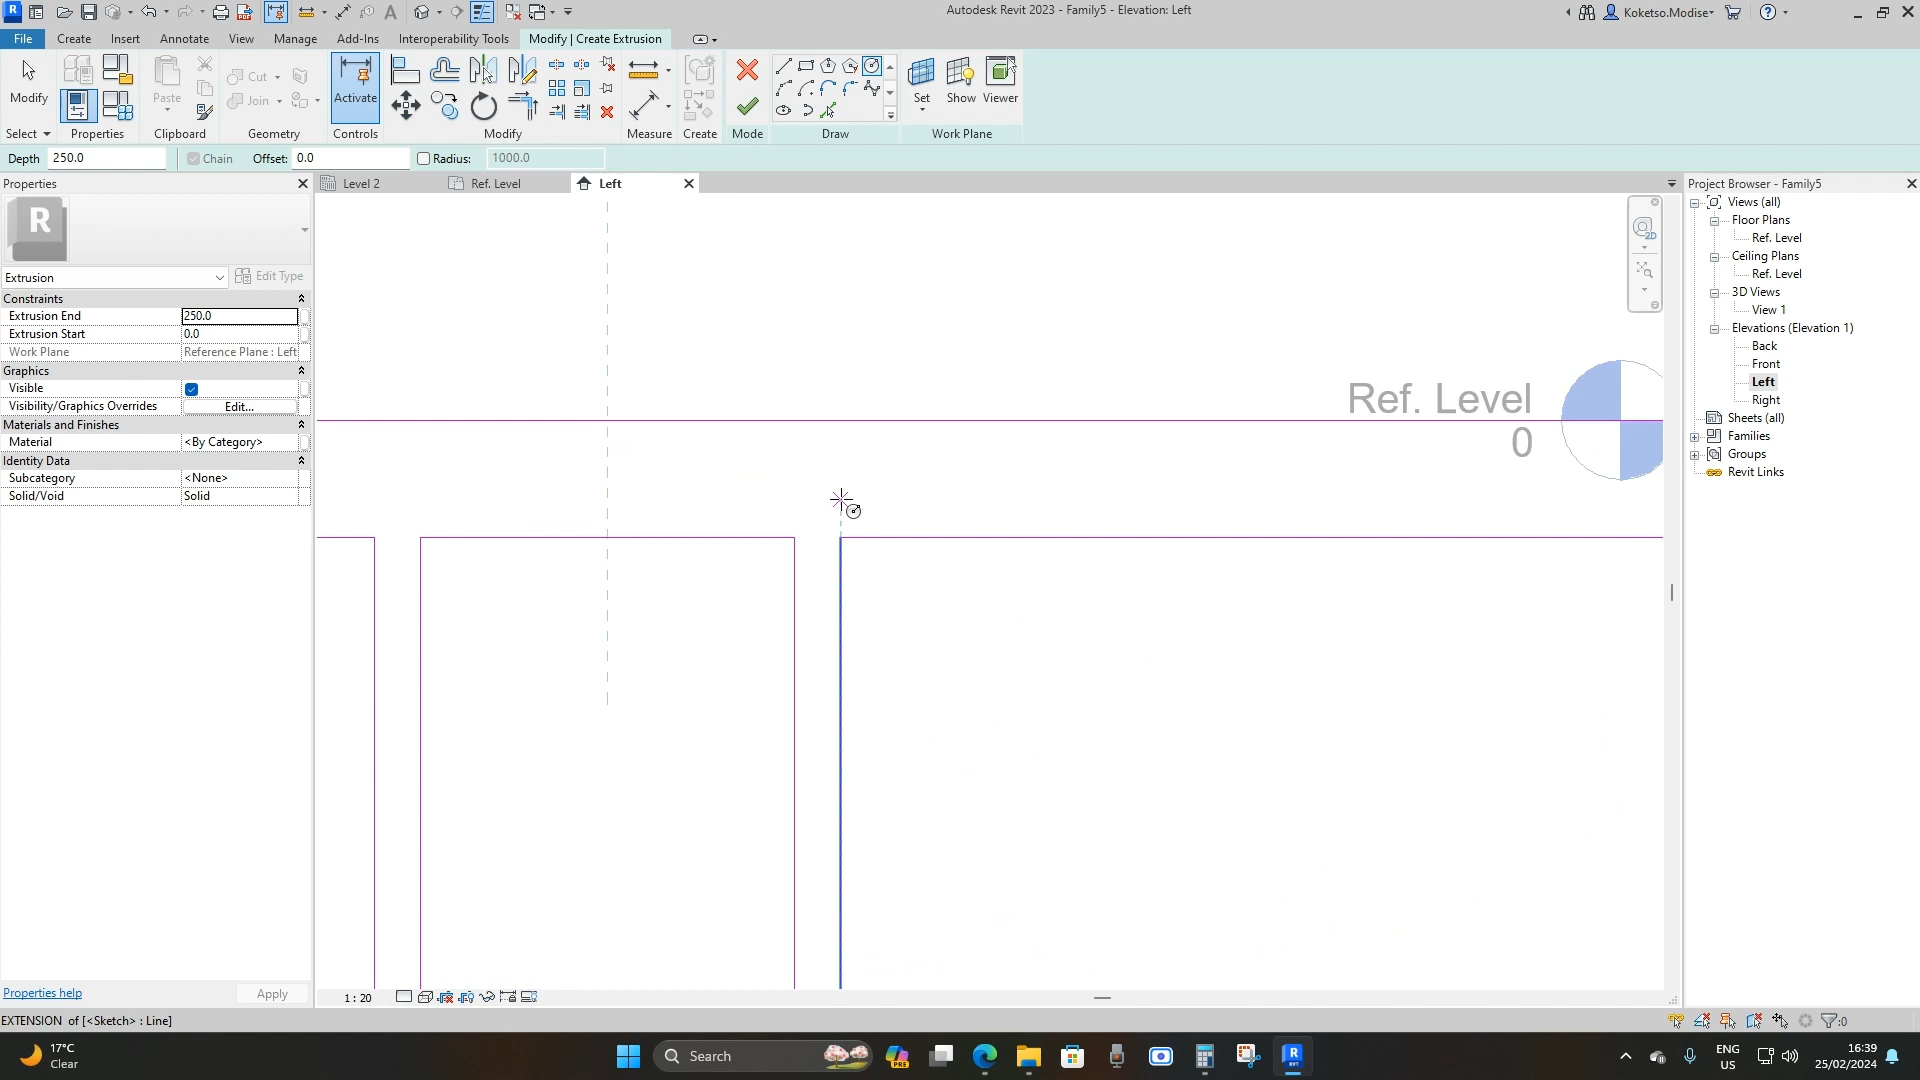 Autodesk Revit 2023 - Family5 - Elevation: Left
Koketso.Modise
File
Create
Insert
Annotate
View
Manage
Add-Ins
Interoperability Tools
Modify | Create Extrusion
Modify
Paste
Cut
Join
Activate
Set
Show
Viewer
Select
Properties
Clipboard
Geometry
Controls
Modify
Measure
Create
Mode
Draw
Work Plane
Depth
250.0
Chain
Offset:
0.0
Radius:
1000.0
Properties
Level 2
Ref. Level
Left
Project Browser - Family5
R
Extrusion
Edit Type
Constraints
Extrusion End
250.0
Extrusion Start
0.0
Work Plane
Reference Plane : Left
Graphics
Visible
Visibility/Graphics Overrides
Edit...
Materials and Finishes
Material
<By Category>
Identity Data
Subcategory
<None>
Solid/Void
Solid
Properties help
Apply
2D
Ref. Level
0
Views (all)
Floor Plans
Ref. Level
Ceiling Plans
Ref. Level
3D Views
View 1
Elevations (Elevation 1)
Back
Front
Left
Right
Sheets (all)
Families
Groups
Revit Links
1 : 20
EXTENSION of [<Sketch> : Line]
:0
17°C
Clear
Search
PRE
R
RVT
ENG
US
16:39
25/02/2024